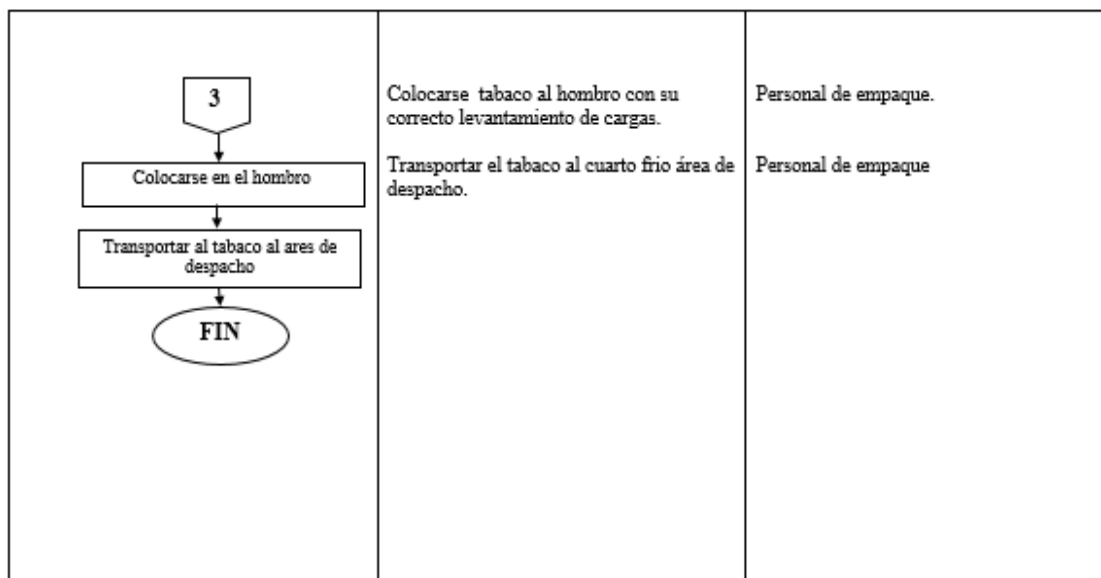 3
Colocarse en el hombro
Transportar al tabaco al ares de
despacho
FIN
Colocarse tabaco al hombro con su
correcto levantamiento de cargas.
Transportar el tabaco al cuarto frio área de
despacho.
Personal de empaque.
Personal de empaque